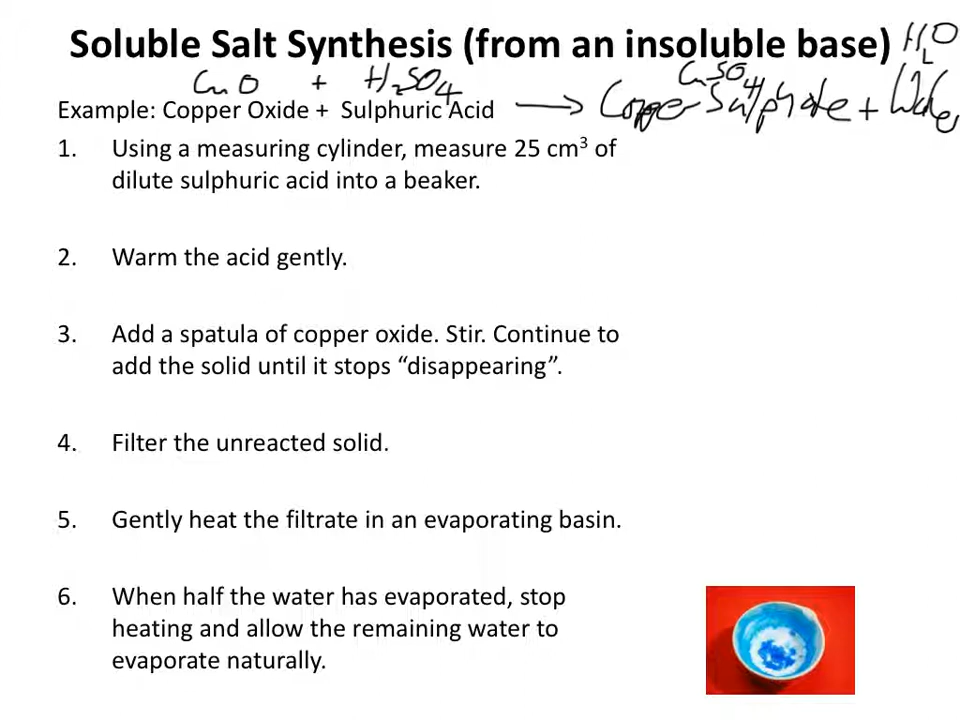 Soluble Salt Synthesis (from an insoluble base)
CuO + H₂SO₄ CuSO₄ H₂O
Example: Copper Oxide + Sulphuric Acid → Copper Sulphate + Water
1. Using a measuring cylinder, measure 25 cm³ of
dilute sulphuric acid into a beaker.
2. Warm the acid gently.
3. Add a spatula of copper oxide. Stir. Continue to
add the solid until it stops “disappearing”.
4. Filter the unreacted solid.
5. Gently heat the filtrate in an evaporating basin.
6. When half the water has evaporated, stop
heating and allow the remaining water to
evaporate naturally.